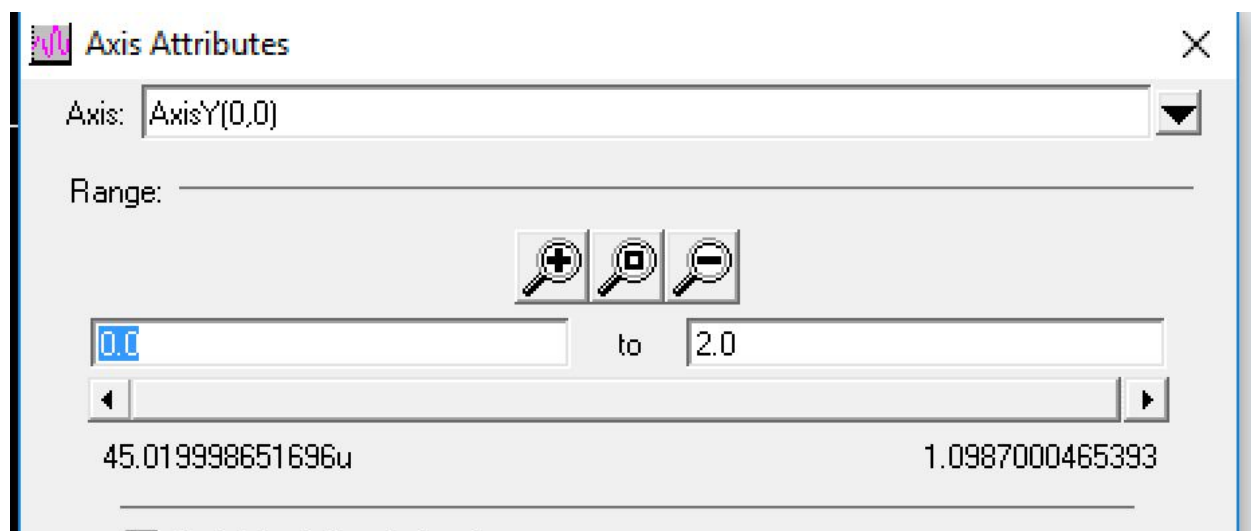 Axis Attributes
Axis: AxisY(0,0)
Range:
0.0 to 2.0
45.019998651696u 1.0987000465393